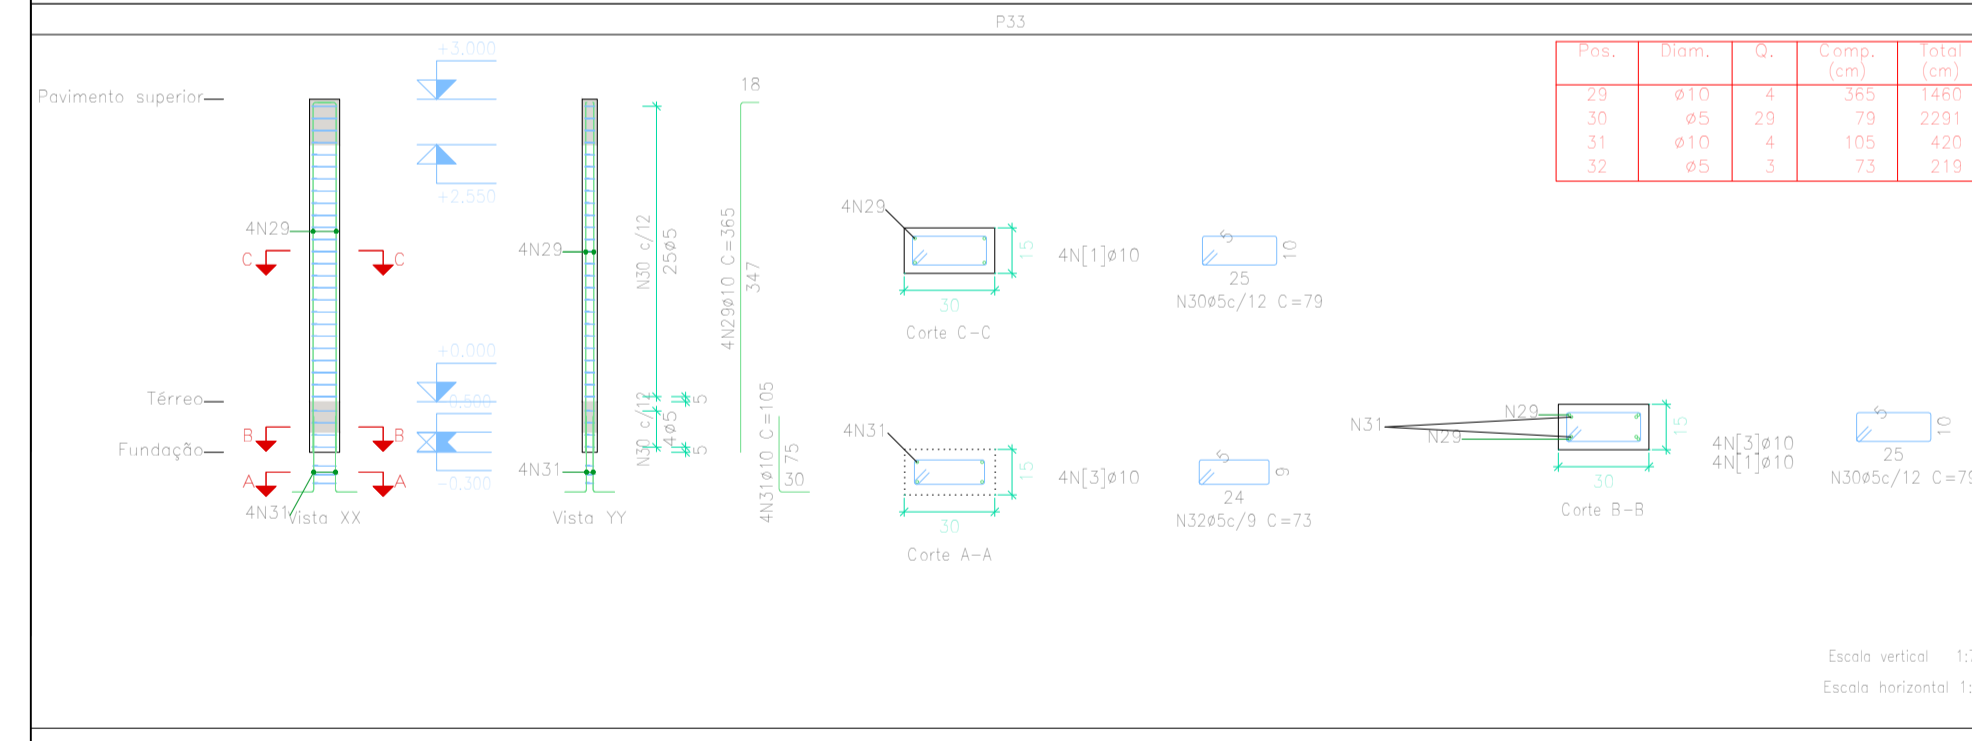 P33
Pos. Diam. Q. Comp. (cm) Total (cm)
29 ø10 4 365 1460
30 ø5 29 79 2291
31 ø10 4 105 420
32 ø5 3 73 219
Pavimento superior
Térreo
Fundação
4N29
C C
B B
A A
4N31
Vista XX
+3.000
+2.550
+0.000
-0.300
4N29
4N31
Vista YY
N30 c/12
25ø5
N30 c/12
4ø5
5
5
18
4N29ø10 C=365
347
4N31ø10 C=105
75
30
4N29
15
30
Corte C-C
4N[1]ø10
5
10
25
N30ø5c/12 C=79
4N31
15
30
Corte A-A
4N[3]ø10
5
9
24
N32ø5c/9 C=73
N31
N29
N29
15
30
Corte B-B
4N[3]ø10
4N[1]ø10
5
10
25
N30ø5c/12 C=79
Escala vertical
Escala horizontal